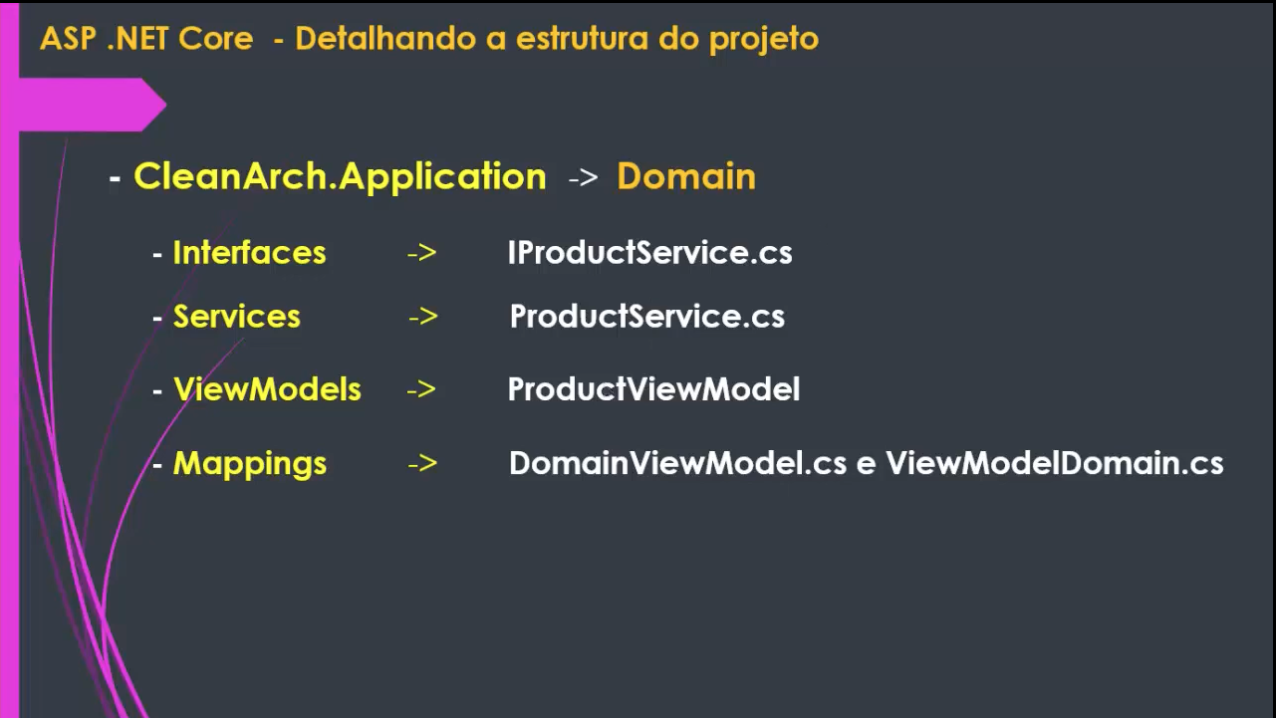 ASP .NET Core - Detalhando a estrutura do projeto
- CleanArch.Application -> Domain
- Interfaces -> IProductService.cs
- Services -> ProductService.cs
- ViewModels -> ProductViewModel
- Mappings -> DomainViewModel.cs e ViewModelDomain.cs